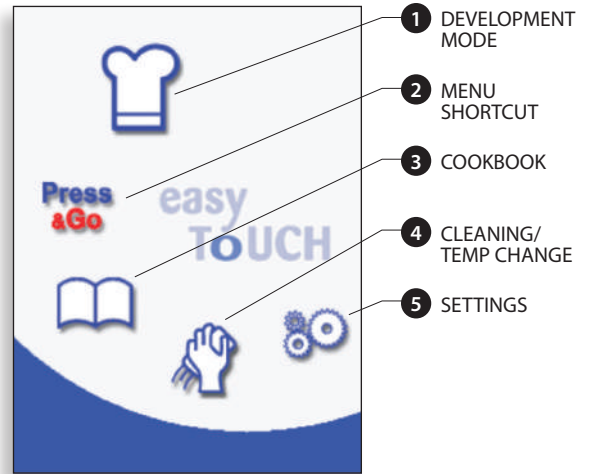 1 DEVELOPMENT
MODE
2 MENU
SHORTCUT
3 COOKBOOK
4 CLEANING/
TEMP CHANGE
5 SETTINGS
Press
&Go
easy
ToUCH